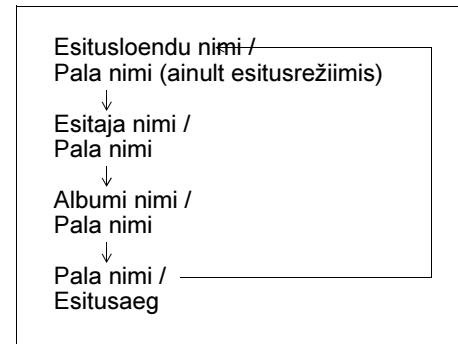 Esitusloendu nimi /
Pala nimi (ainult esitusrežiimis)
Esitaja nimi /
Pala nimi
Albumi nimi /
Pala nimi
Pala nimi /
Esitusaeg